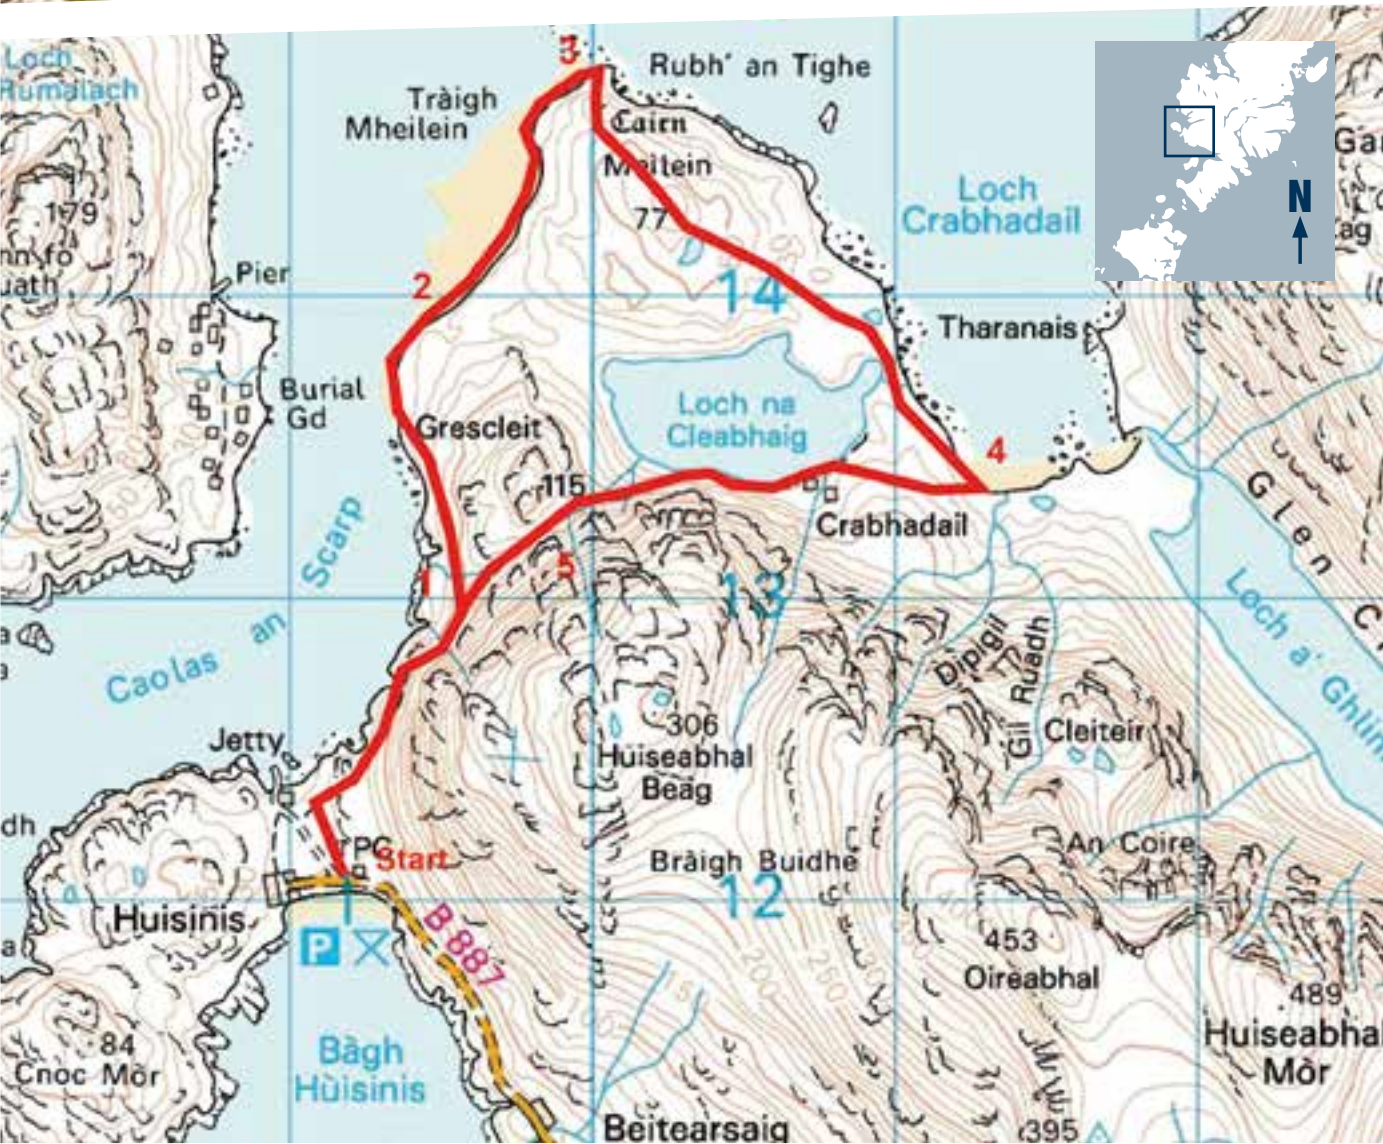 Loch
Rumalach
179
Pier
Burial
Gd
Tràigh
Mheilein
3
Rubh' an Tighe
Cairn
Meilein
77
2
14
Loch
Crabhadail
N
Tharanais
Grescleit
115
Loch na
Cleabhaig
4
Crabhadail
Glen
Caolas an Scarp
1
5
13
Loch a'
Dipigil
Gil Ruadh
Cleiteir
306
Huiseabhal
Beag
Jetty
PC
Start
An Coire
Bràigh Buidhe
12
Huisinis
P
B 887
200
250
453
Oireabhal
489
Huiseabhal
Mòr
84
Cnoc Mòr
Bàgh
Hùisinis
Beitearsaig
395